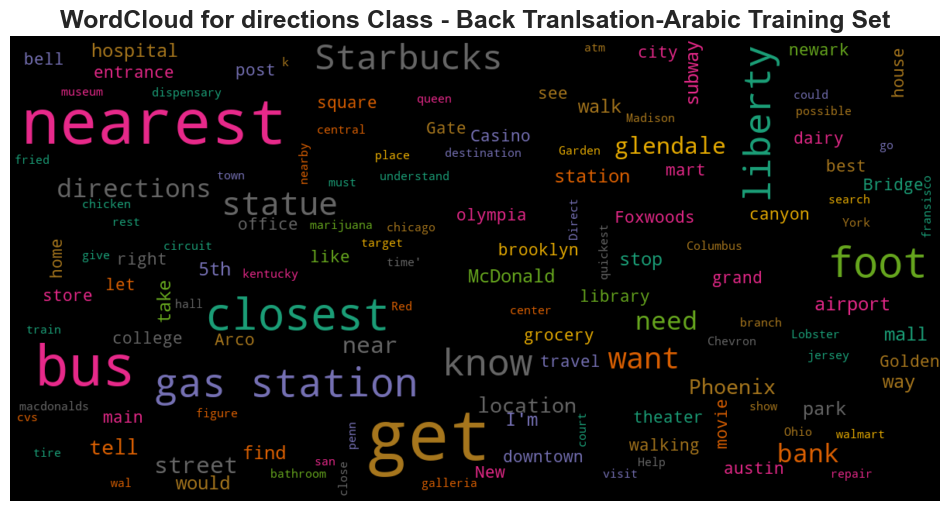 WordCloud for directions Class - Back Tranlsation-Arabic Training Set
bell
hospital
entrance
post
k
Starbucks
atm
city
subway
liberty
newark
house
museum
dispensary
nearest
square
central
queen
Gate
Casino
see
walk
Madison
could
possible
dairy
go
fried
nearby
place
destination
Garden
glendale
mart
best
directions
town
must
understand
station
Bridge
fransisco
chicken
rest
statue
office
marijuana
chicago
olympia
Direct
Foxwoods
canyon
search
York
home
give
circuit
right
5th
kentucky
like
target
time'
brooklyn
quickest
stop
Columbus
foot
store
let
take
hall
closest
Red
McDonald
library
grand
airport
train
college
Arco
near
center
grocery
need
branch
Chevron
Lobster
jersey
mall
bus
gas station
know
travel
want
Phoenix
Golden
way
macdonalds
cvs
main
figure
get
location
I'm
court
theater
movie
show
park
Ohio
walmart
tire
tell
find
penn
downtown
walking
Help
bank
street
would
wal
bathroom
san
close
galleria
New
visit
austin
repair